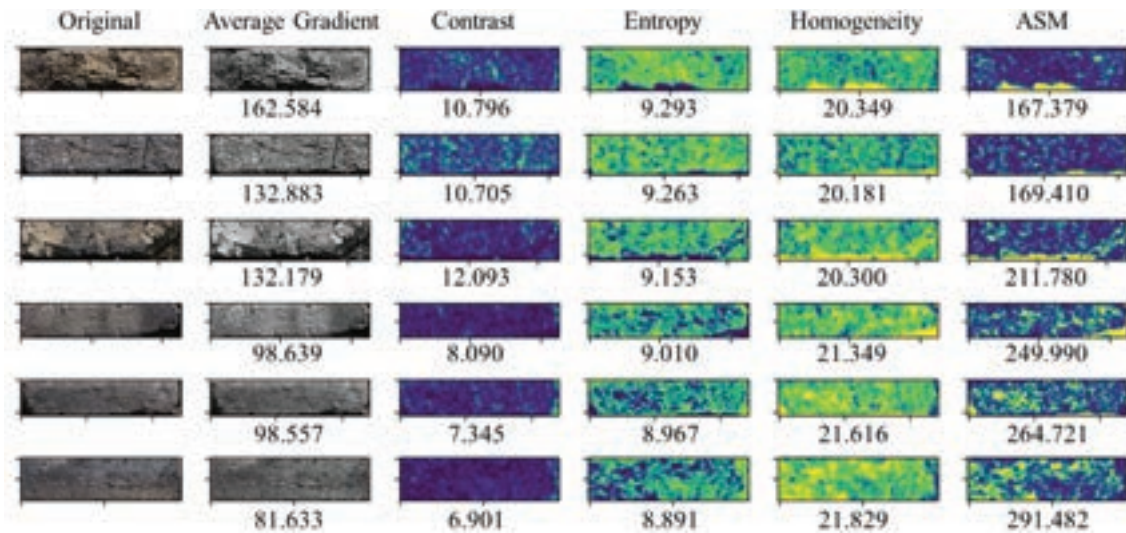 Original Average Gradient Contrast Entropy Homogeneity ASM
162.584 10.796 9.293 20.349 167.379
132.883 10.705 9.263 20.181 169.410
132.179 12.093 9.153 20.300 211.780
98.639 8.090 9.010 21.349 249.990
98.557 7.345 8.967 21.616 264.721
81.633 6.901 8.891 21.829 291.482